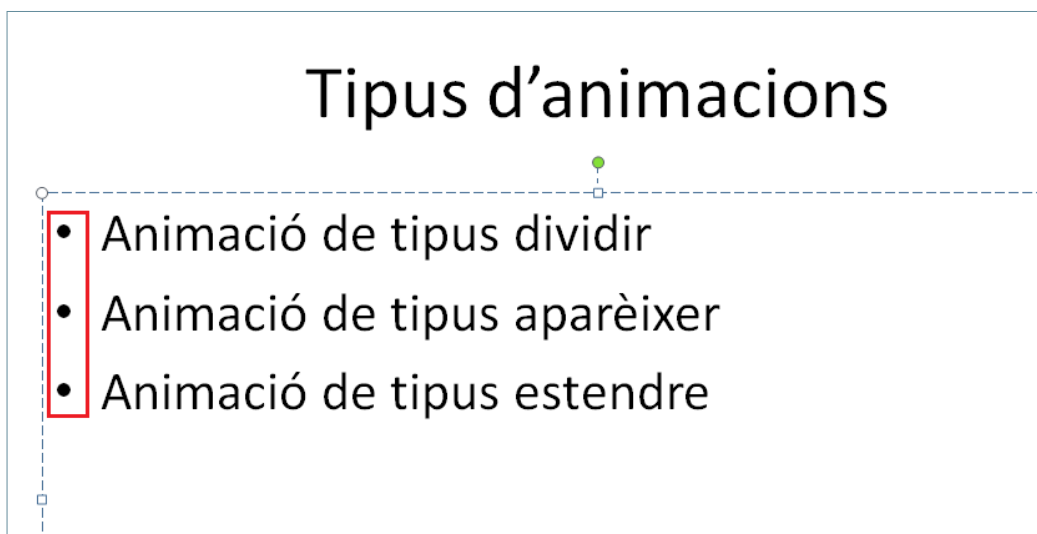 Tipus d’animacions
• Animació de tipus dividir
• Animació de tipus aparèixer
• Animació de tipus estendre